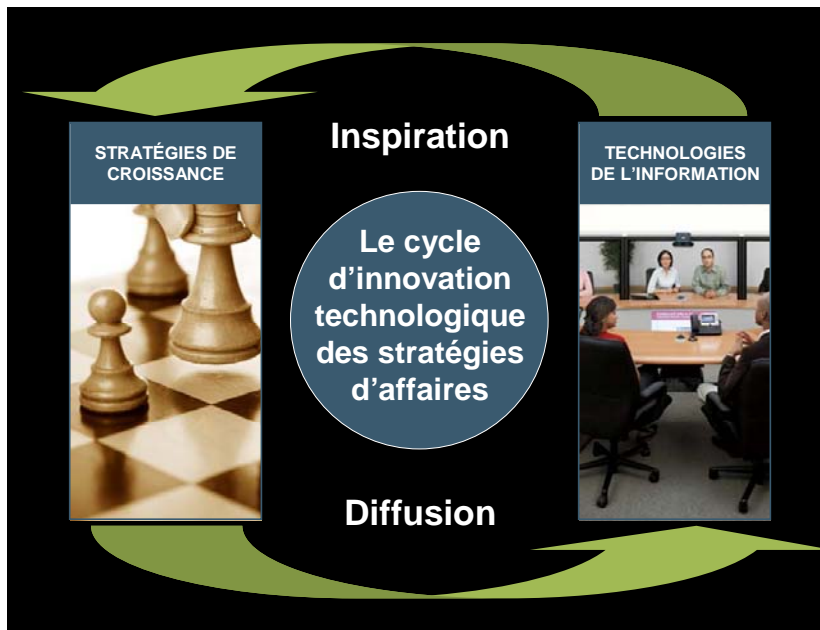 Inspiration
STRATÉGIES DE
CROISSANCE
TECHNOLOGIES
DE L'INFORMATION
Le cycle
d'innovation
technologique
des stratégies
d'affaires
Diffusion